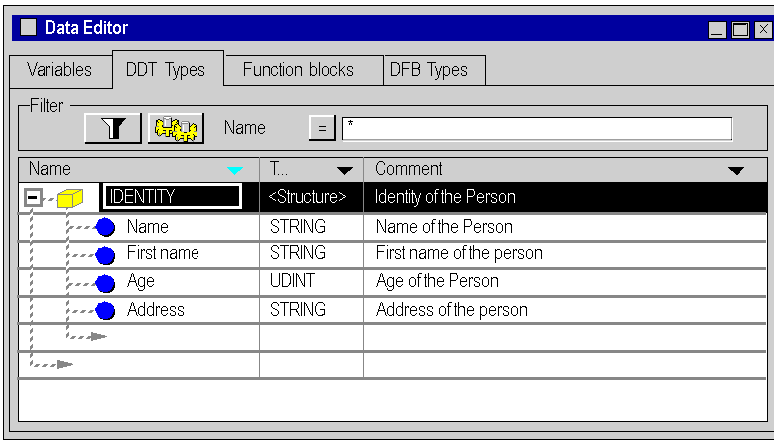 Data Editor
Variables DDT Types Function blocks DFB Types
Filter
Name = *
Name T... Comment
IDENTITY <Structure> Identity of the Person
Name STRING Name of the Person
First name STRING First name of the person
Age UDINT Age of the Person
Address STRING Address of the person